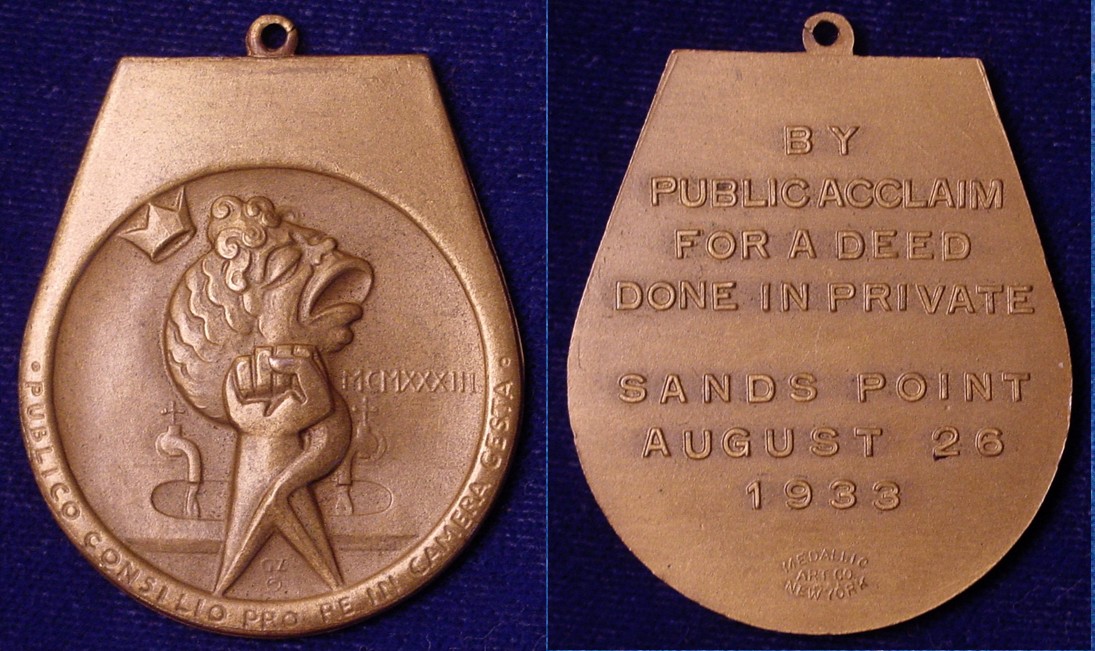 MCMXXXIII
• PUBLICO CONSILIO PRO RE IN CAMERA GESTA •
BY
PUBLIC ACCLAIM
FOR A DEED
DONE IN PRIVATE
SANDS POINT
AUGUST 26
1933
MEDALLIC
ART CO
NEW YORK